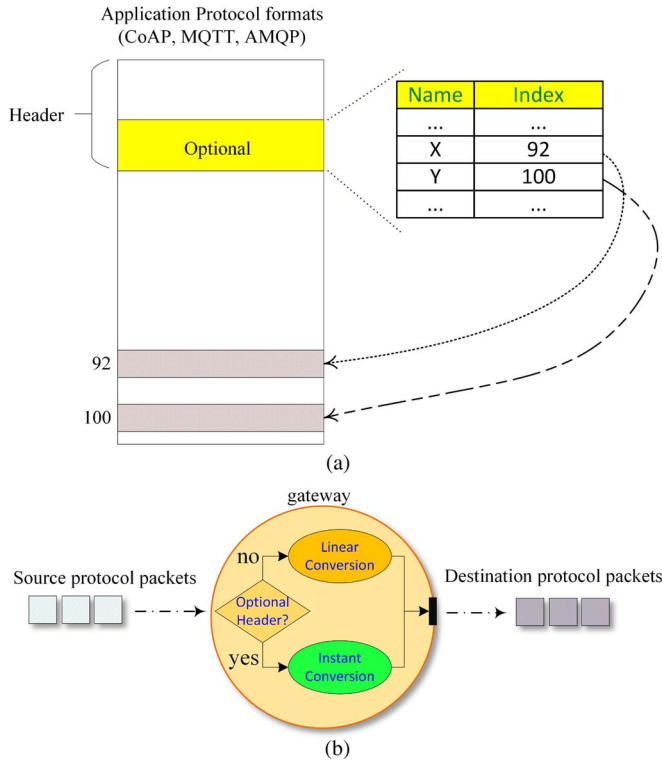 Application Protocol formats
(CoAP, MQTT, AMQP)
Header
Optional
Name Index
... ...
X 92
Y 100
... ...
92
100
(a)
gateway
no
Linear
Conversion
Source protocol packets
Optional
Header?
Destination protocol packets
yes
Instant
Conversion
(b)